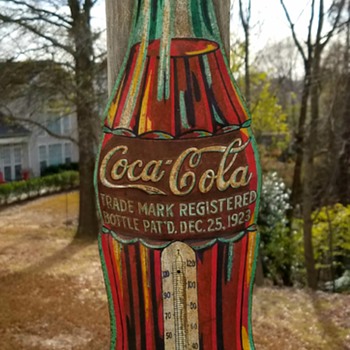 Coca-Cola
TRADE MARK REGISTERED
BOTTLE PAT'D. DEC. 25, 1923